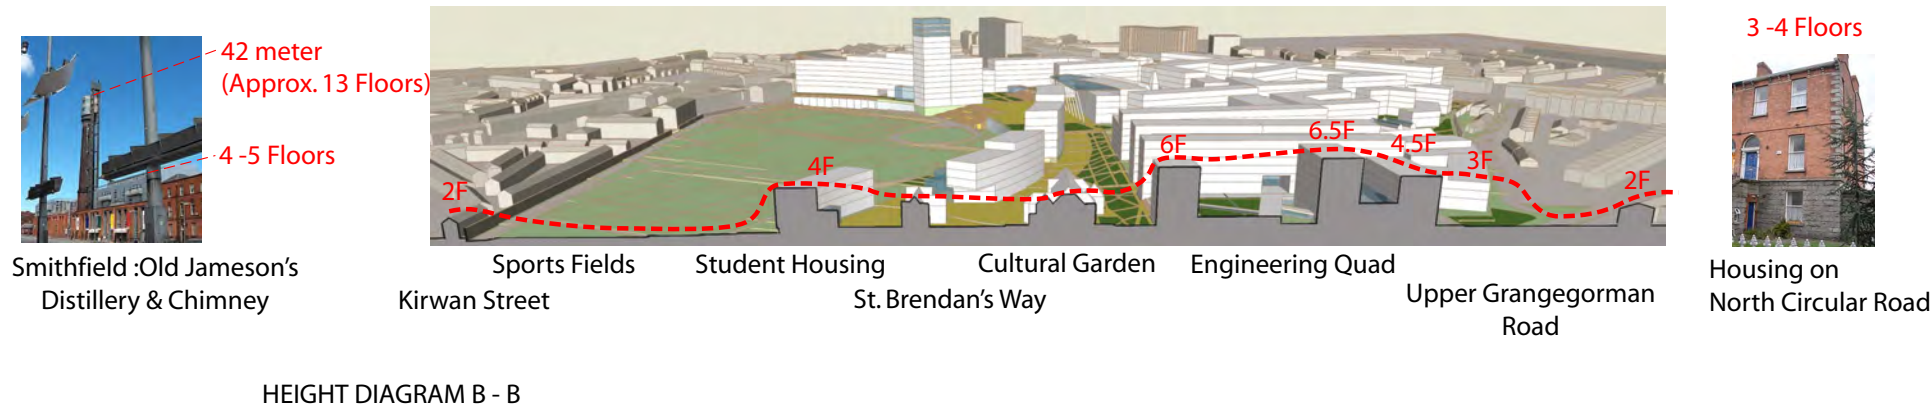 42 meter
(Approx. 13 Floors)
4 -5 Floors
Smithfield :Old Jameson's
Distillery & Chimney
2F
4F
6F
6.5F
4.5F
3F
2F
Sports Fields
Student Housing
Cultural Garden
Engineering Quad
Kirwan Street
St. Brendan's Way
Upper Grangegorman
Road
3 -4 Floors
Housing on
North Circular Road
HEIGHT DIAGRAM B - B